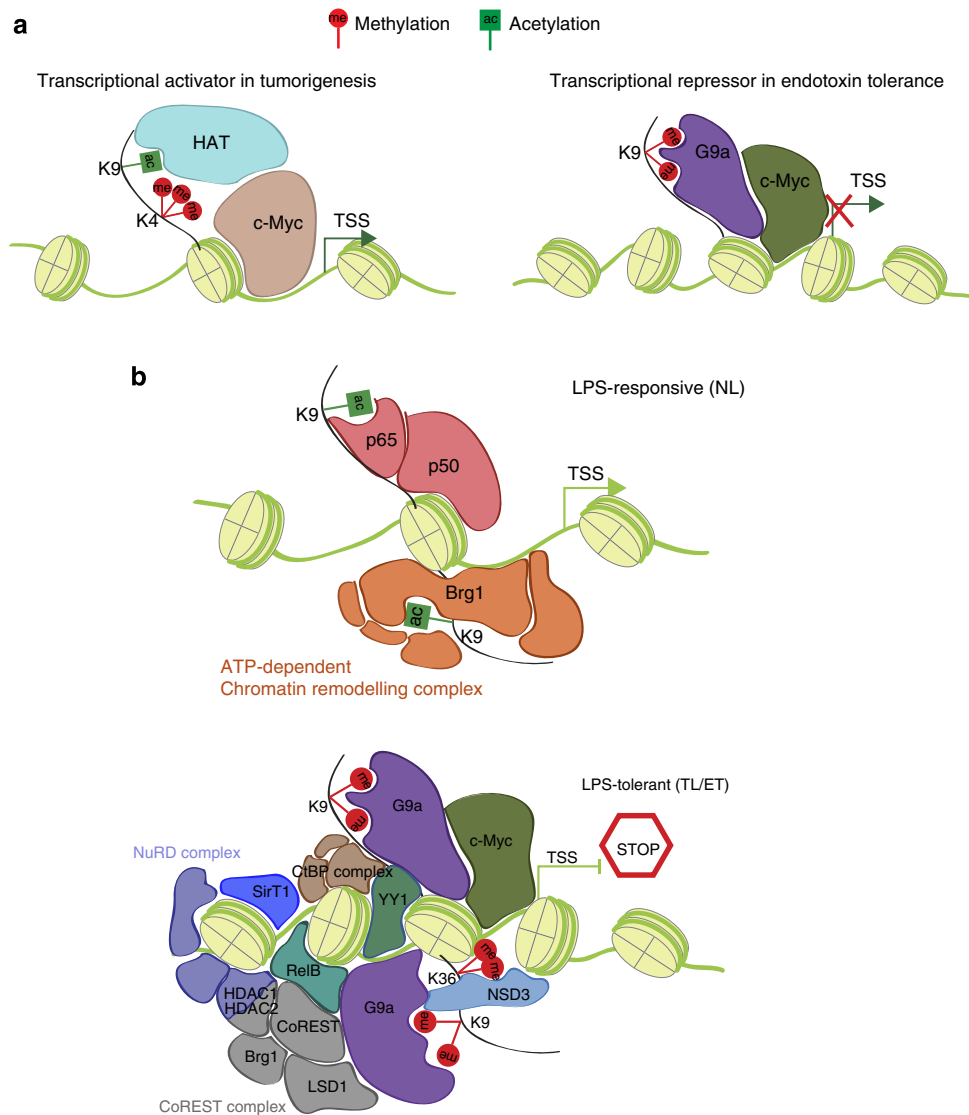 a
me Methylation
ac Acetylation
Transcriptional activator in tumorigenesis
Transcriptional repressor in endotoxin tolerance
HAT
K9
ac
me
me
me
K4
c-Myc
TSS
me
K9
G9a
me
c-Myc
TSS
b
LPS-responsive (NL)
K9
ac
p65
p50
TSS
Brg1
ac
K9
ATP-dependent
Chromatin remodelling complex
LPS-tolerant (TL/ET)
me
K9
G9a
me
c-Myc
STOP
TSS
NuRD complex
CtBP complex
SirT1
YY1
me
me
RelB
K36
NSD3
HDAC1
HDAC2
G9a
CoREST
me
K9
Brg1
me
LSD1
CoREST complex